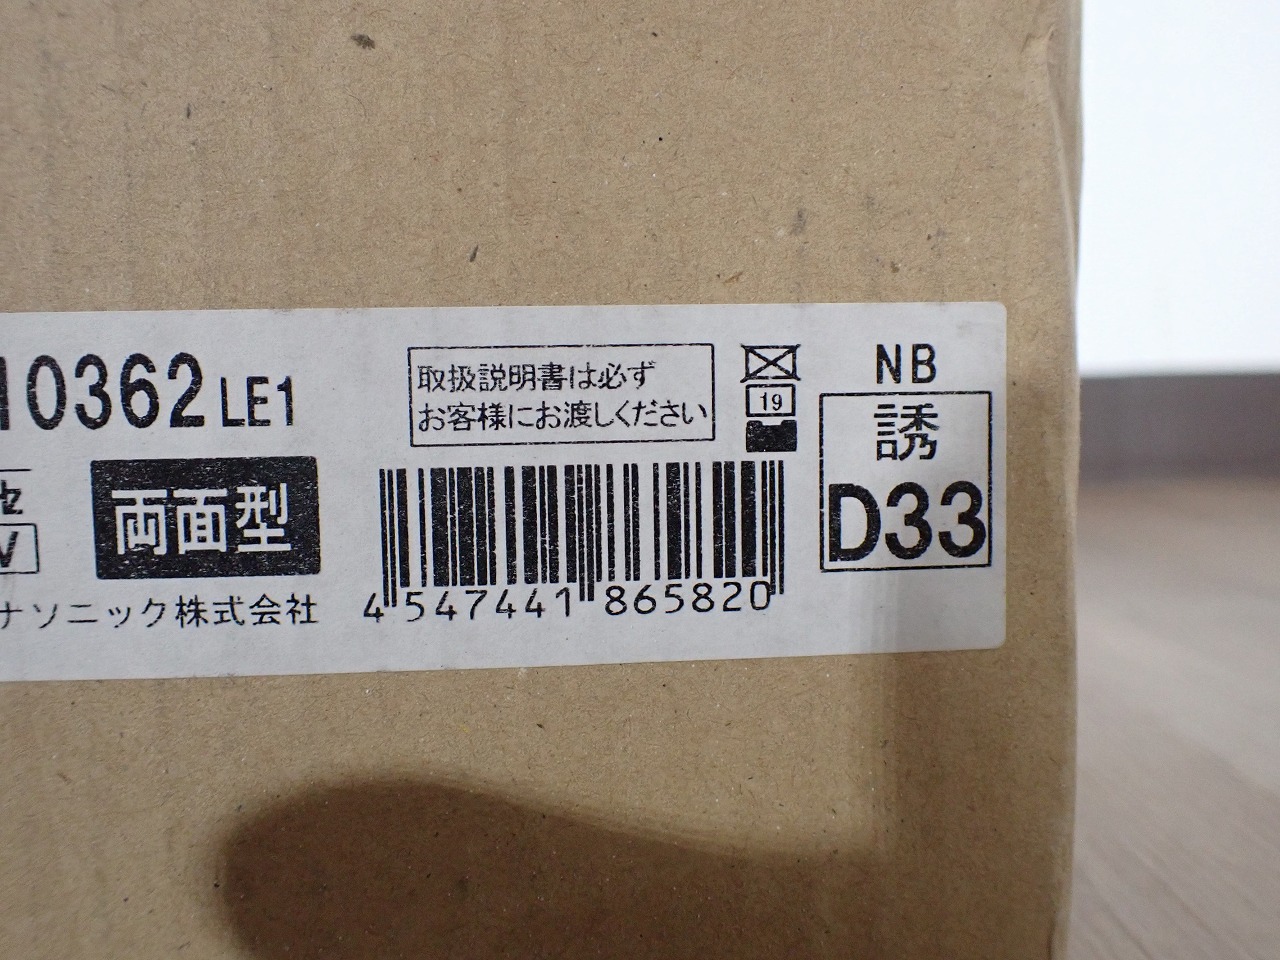 10362 LE1
取扱説明書は必ず
お客様にお渡しください
19
NB
誘
D33
セ
V
両面型
ナソニック株式会社
4 547441 865820